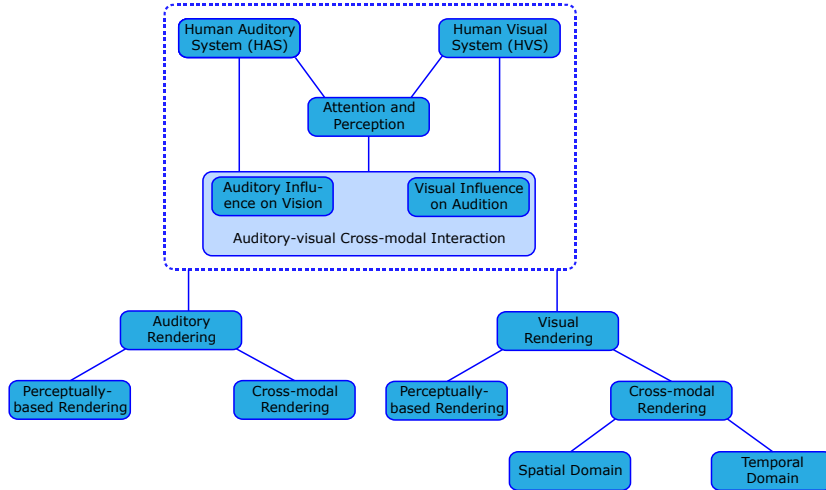 Human Auditory
System (HAS)
Human Visual
System (HVS)
Attention and
Perception
Auditory Influ-
ence on Vision
Visual Influence
on Audition
Auditory-visual Cross-modal Interaction
Auditory
Rendering
Visual
Rendering
Perceptually-
based Rendering
Cross-modal
Rendering
Perceptually-
based Rendering
Cross-modal
Rendering
Spatial Domain
Temporal
Domain